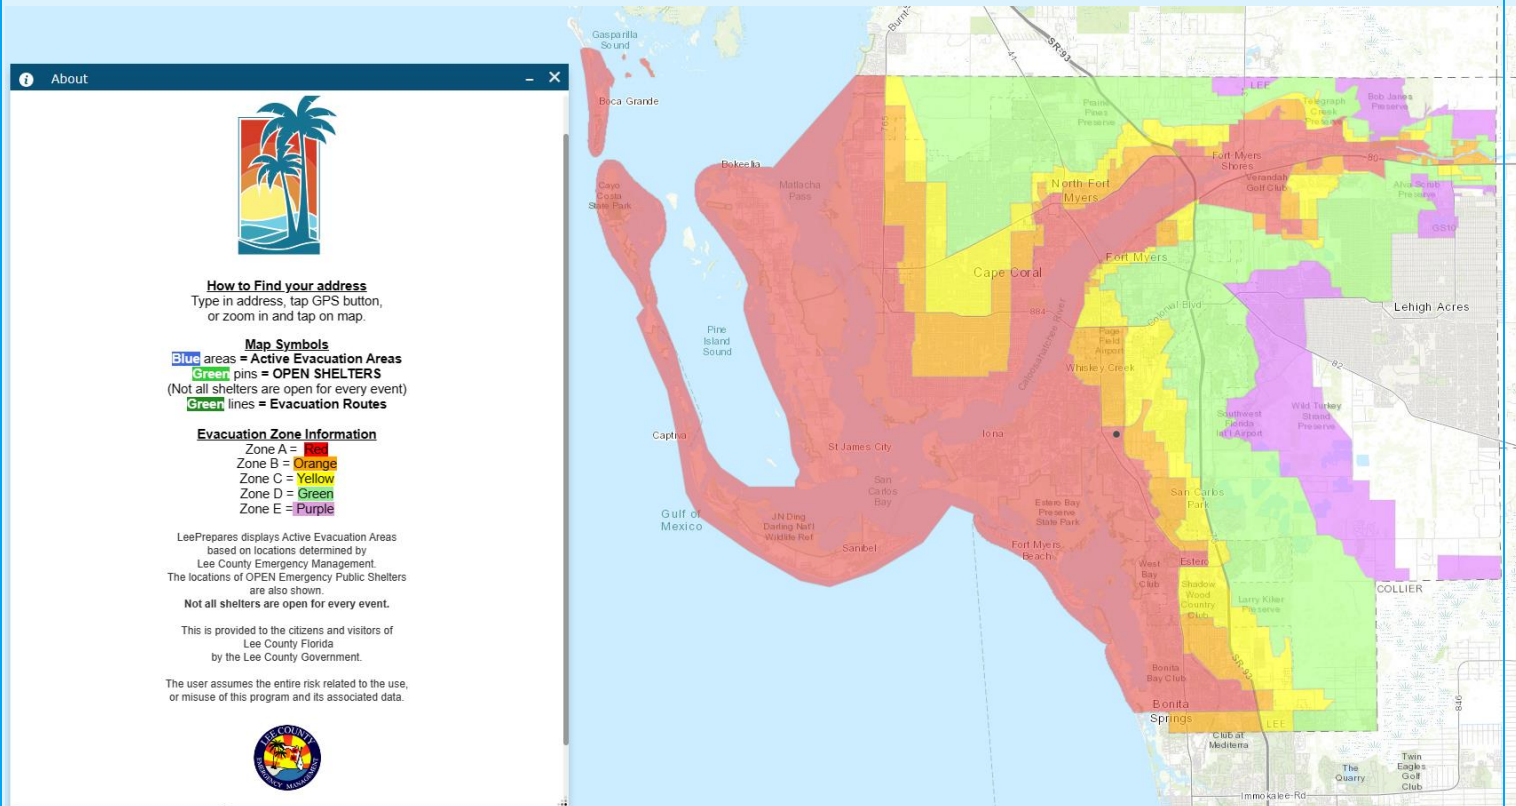 About
How to Find your address
Type in address, tap GPS button,
or zoom in and tap on map.
Map Symbols
Blue areas = Active Evacuation Areas
Green pins = OPEN SHELTERS
(Not all shelters are open for every event)
Green lines = Evacuation Routes
Evacuation Zone Information
Zone A = Red
Zone B = Orange
Zone C = Yellow
Zone D = Green
Zone E = Purple
LeePrepares displays Active Evacuation Areas
based on locations determined by
Lee County Emergency Management.
The locations of OPEN Emergency Public Shelters
are also shown.
Not all shelters are open for every event.
This is provided to the citizens and visitors of
Lee County Florida
by the Lee County Government.
The user assumes the entire risk related to the use,
or misuse of this program and its associated data.
LEE COUNTY
EMERGENCY MANAGEMENT
Gasparilla
Sound
Boca Grande
Bokeelia
Cayo
Costa
State Park
Matlacha
Pass
Pine
Island
Sound
Captiva
Gulf of
Mexico
St James City
San
Carlos
Bay
J.N Ding
Darling Nat'l
Wildlife Ref
Sanibel
41
SR-93
765
Prairie
Pines
Preserve
LEE
Telegraph
Creek
Preserve
Bob Janes
Preserve
North Fort
Myers
Fort Myers
Shores
Verandah
Golf Club
80
Alva Scrub
Preserve
GS10
Cape Coral
Fort Myers
884
Caloosahatchee River
Colonial Blvd
Lehigh Acres
Page
Field
Airport
Whiskey Creek
82
Iona
Southwest
Florida
Int'l Airport
Wild Turkey
Strand
Preserve
San Carlos
Park
Estero Bay
Preserve
State Park
Fort Myers
Beach
West
Bay
Club
Estero
Shadow
Wood
Country
Club
Larry Kiker
Preserve
COLLIER
SR-93
Bonita
Bay Club
Bonita
Springs
LEE
Club at
Mediterra
846
The
Quarry
Twin
Eagles
Golf
Club
Immokalee-Rd